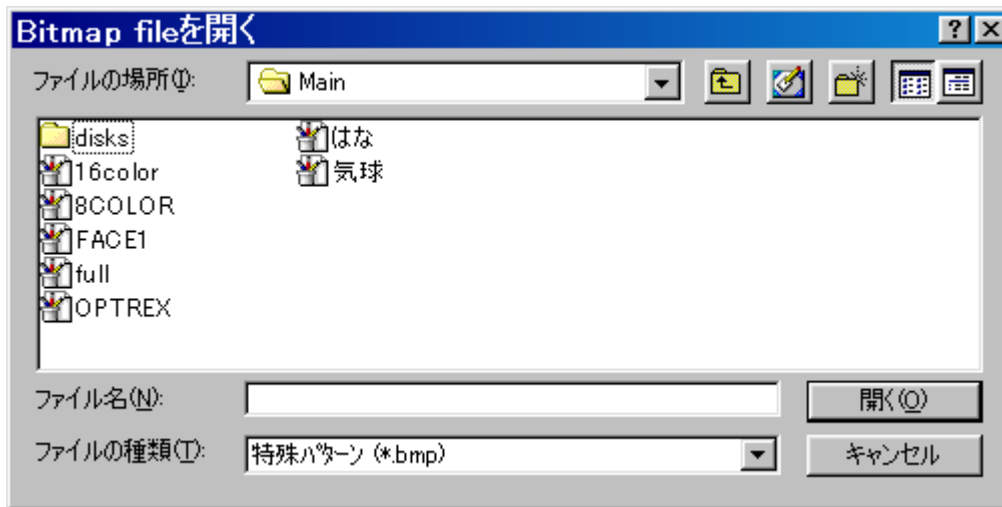 Bitmap fileを開く
ファイルの場所(I): Main
disks
16color
8COLOR
FACE1
full
OPTREX
はな
気球
ファイル名(N): 開く(O)
ファイルの種類(T): 特殊パターン (*.bmp) キャンセル